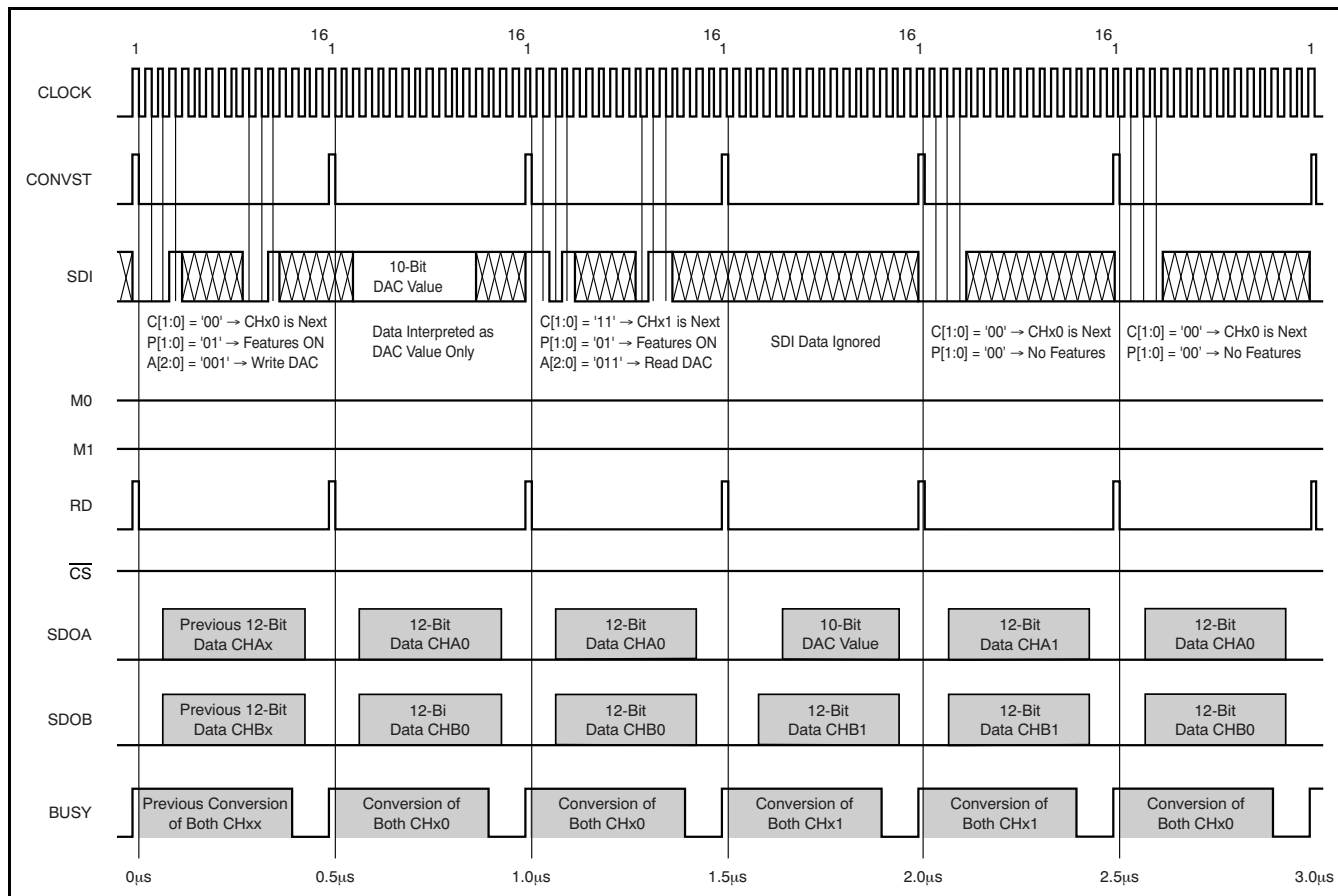 16 16 16 16 16
1 1 1 1 1 1 1
CLOCK
CONVST
SDI
10-Bit
DAC Value
C[1:0] = '00' → CHx0 is Next
P[1:0] = '01' → Features ON
A[2:0] = '001' → Write DAC
Data Interpreted as
DAC Value Only
C[1:0] = '11' → CHx1 is Next
P[1:0] = '01' → Features ON
A[2:0] = '011' → Read DAC
SDI Data Ignored
C[1:0] = '00' → CHx0 is Next
P[1:0] = '00' → No Features
C[1:0] = '00' → CHx0 is Next
P[1:0] = '00' → No Features
M0
M1
RD
CS
SDOA
Previous 12-Bit
Data CHAx
12-Bit
Data CHA0
12-Bit
Data CHA0
10-Bit
DAC Value
12-Bit
Data CHA1
12-Bit
Data CHA0
SDOB
Previous 12-Bit
Data CHBx
12-Bi
Data CHB0
12-Bit
Data CHB0
12-Bit
Data CHB1
12-Bit
Data CHB1
12-Bit
Data CHB0
BUSY
Previous Conversion
of Both CHxx
Conversion of
Both CHx0
Conversion of
Both CHx0
Conversion of
Both CHx1
Conversion of
Both CHx1
Conversion of
Both CHx0
0µs 0.5µs 1.0µs 1.5µs 2.0µs 2.5µs 3.0µs